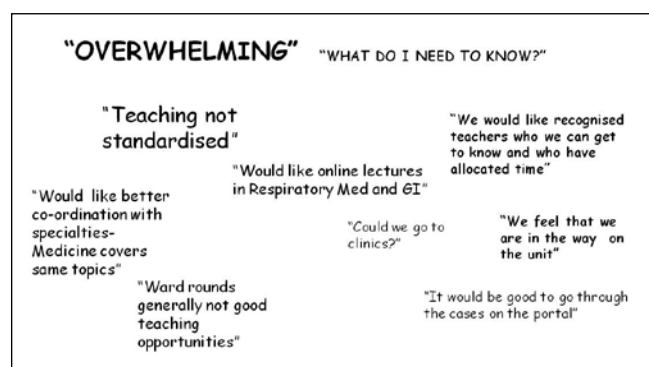 "OVERWHELMING"
"WHAT DO I NEED TO KNOW?"
"Teaching not
standardised"
"We would like recognised
teachers who we can get
to know and who have
allocated time"
"Would like online lectures
in Respiratory Med and GI"
"Would like better
co-ordination with
specialties-
Medicine covers
same topics"
"Could we go to
clinics?"
"We feel that we
are in the way on
the unit"
"Ward rounds
generally not good
teaching
opportunities"
"It would be good to go through
the cases on the portal"